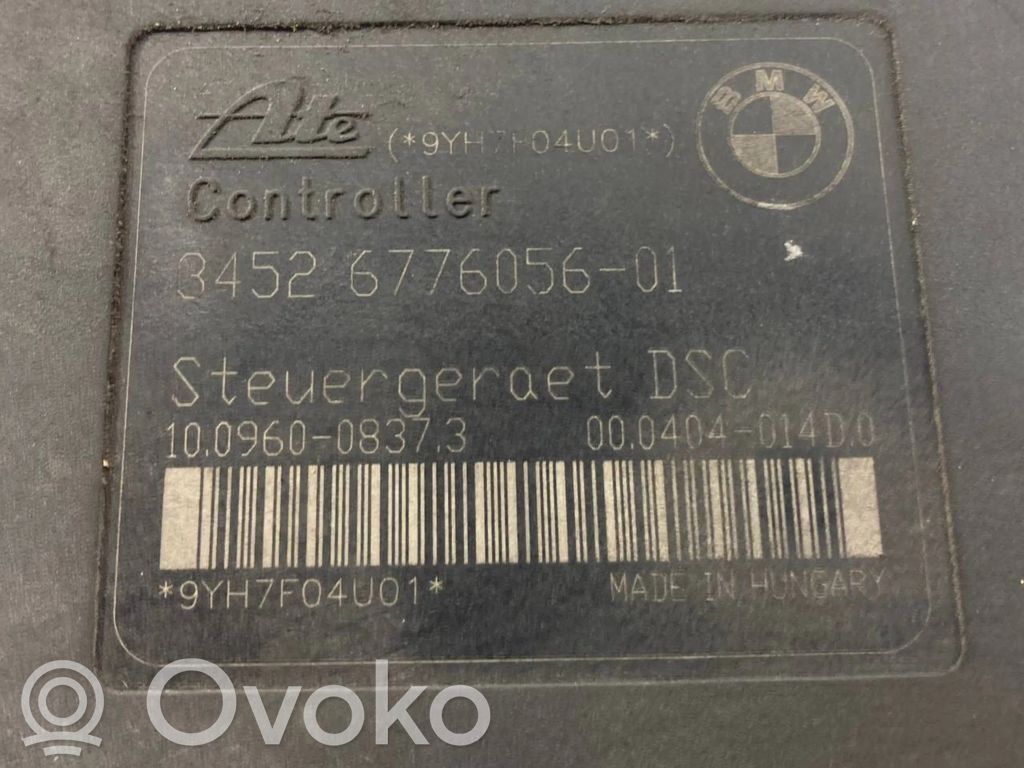 Ate (*9YH7F04U01*)
BMW
Controller
3452 6776056-01
Steuergeraet DSC
10.0960-0837.3 00.0404-014D.0
*9YH7F04U01* MADE IN HUNGARY
Ovoko